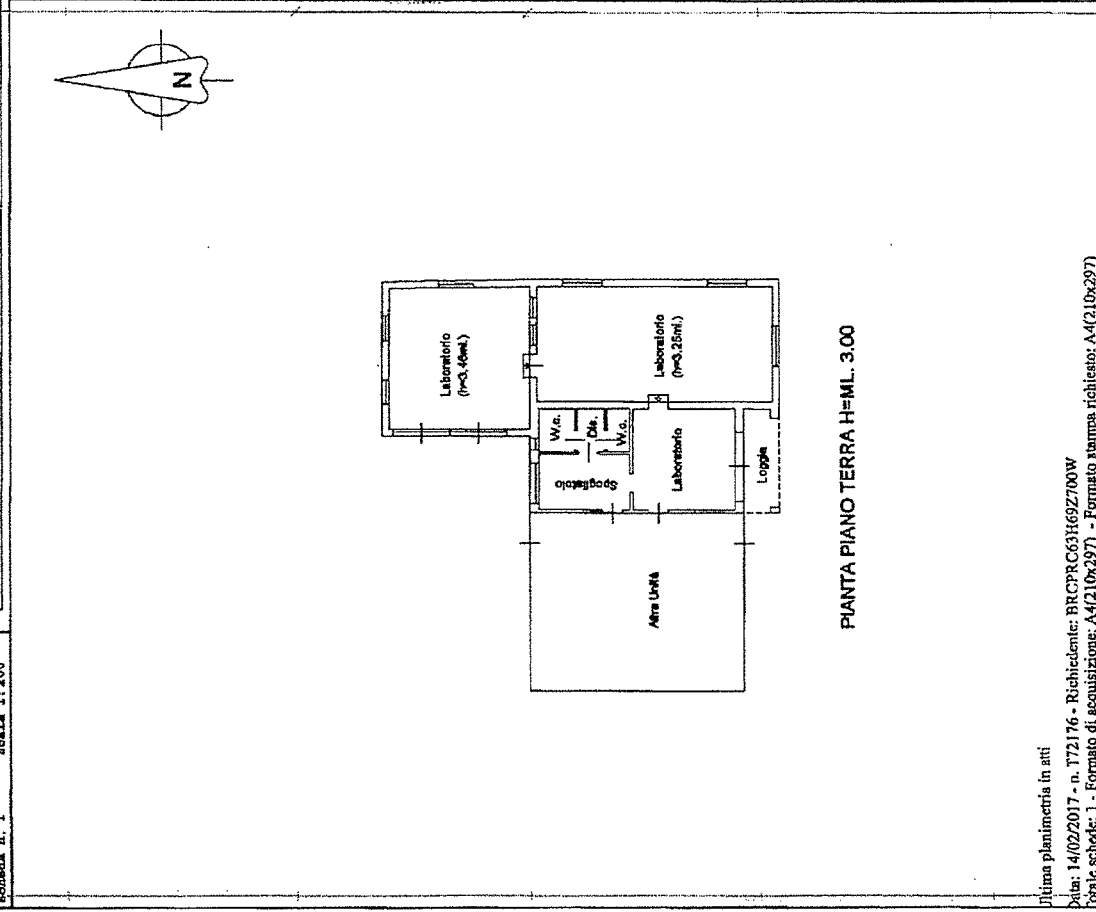 Scheda n. 1 Scala 1:200
N
Laboratorio
(h=3.46ml.)
Laboratorio
(h=3.25ml.)
W.c.
Dis.
W.c.
Spogliatoio
Laboratorio
Loggia
Altra Unità
PIANTA PIANO TERRA H=ML. 3.00
Ultima planimetria in atti
Data: 14/02/2017 - n. T72176 - Richiedente: BRCPRC63H69Z700W
Totale schede: 1 - Formato di acquisizione: A4(210x297) - Formato stampa richiesto: A4(210x297)